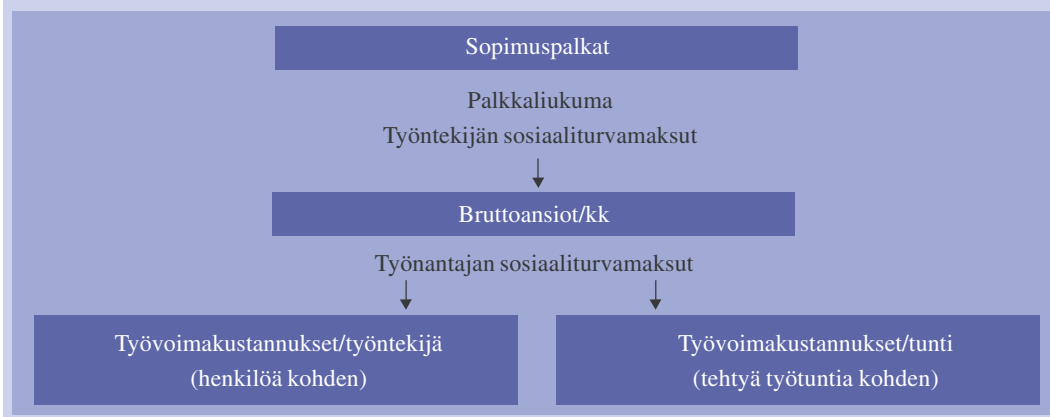 Sopimuspalkat
Palkkaliukuma
Työntekijän sosiaaliturvamaksut
Bruttoansiot/kk
Työnantajan sosiaaliturvamaksut
Työvoimakustannukset/työntekijä
(henkilöä kohden)
Työvoimakustannukset/tunti
(tehtyä työtuntia kohden)